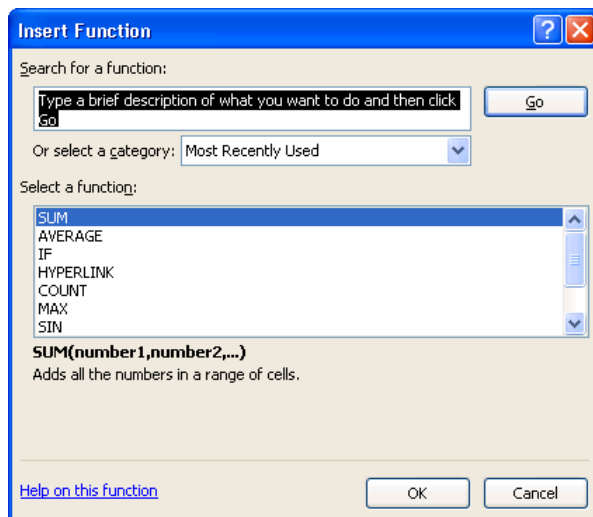 Insert Function
Search for a function:
Type a brief description of what you want to do and then click
Go
Go
Or select a category: Most Recently Used
Select a function:
SUM
AVERAGE
IF
HYPERLINK
COUNT
MAX
SIN
SUM(number1,number2,...)
Adds all the numbers in a range of cells.
Help on this function OK Cancel